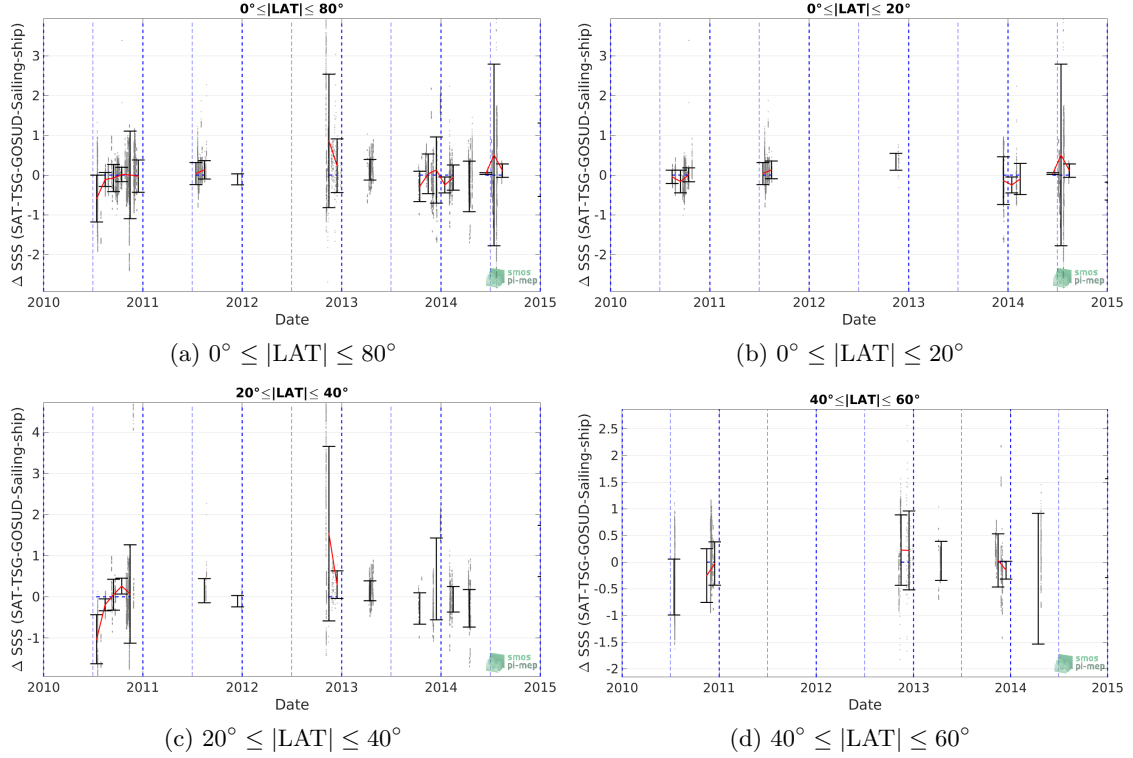 0°≤|LAT|≤ 80°
Δ SSS (SAT-TSG-GOSUD-Sailing-ship)
3
2
1
0
-1
-2
2010 2011 2012 2013 2014 2015
Date
smos
pi-mep
(a) 0° ≤ |LAT| ≤ 80°
0°≤|LAT|≤ 20°
Δ SSS (SAT-TSG-GOSUD-Sailing-ship)
3
2
1
0
-1
-2
2010 2011 2012 2013 2014 2015
Date
smos
pi-mep
(b) 0° ≤ |LAT| ≤ 20°
20°≤|LAT|≤ 40°
Δ SSS (SAT-TSG-GOSUD-Sailing-ship)
4
3
2
1
0
-1
2010 2011 2012 2013 2014 2015
Date
smos
pi-mep
(c) 20° ≤ |LAT| ≤ 40°
40°≤|LAT|≤ 60°
Δ SSS (SAT-TSG-GOSUD-Sailing-ship)
2.5
2
1.5
1
0.5
0
-0.5
-1
-1.5
-2
2010 2011 2012 2013 2014 2015
Date
smos
pi-mep
(d) 40° ≤ |LAT| ≤ 60°